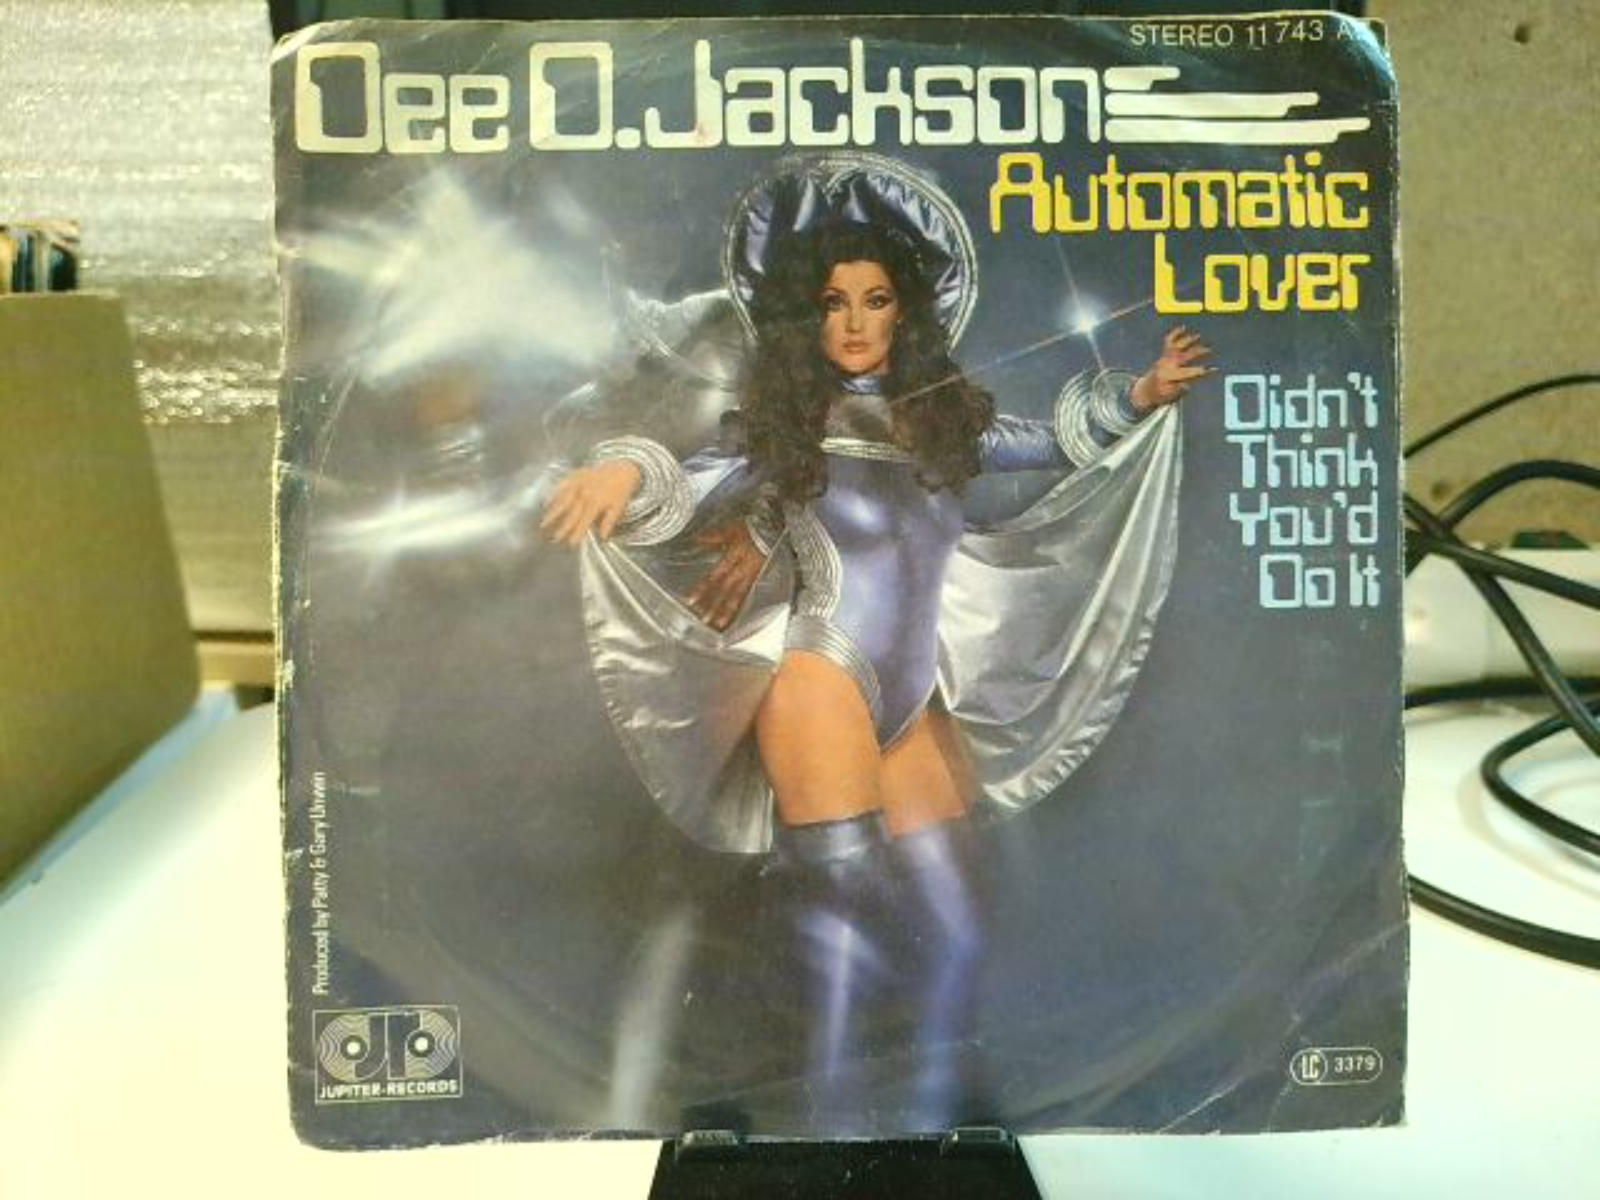 STEREO 11 743 A
Dee D. Jackson
Automatic
Lover
Didn't
Think
You'd
Do It
Produced by Patty & Gary Unwin
JUPITER-RECORDS
LC 3379